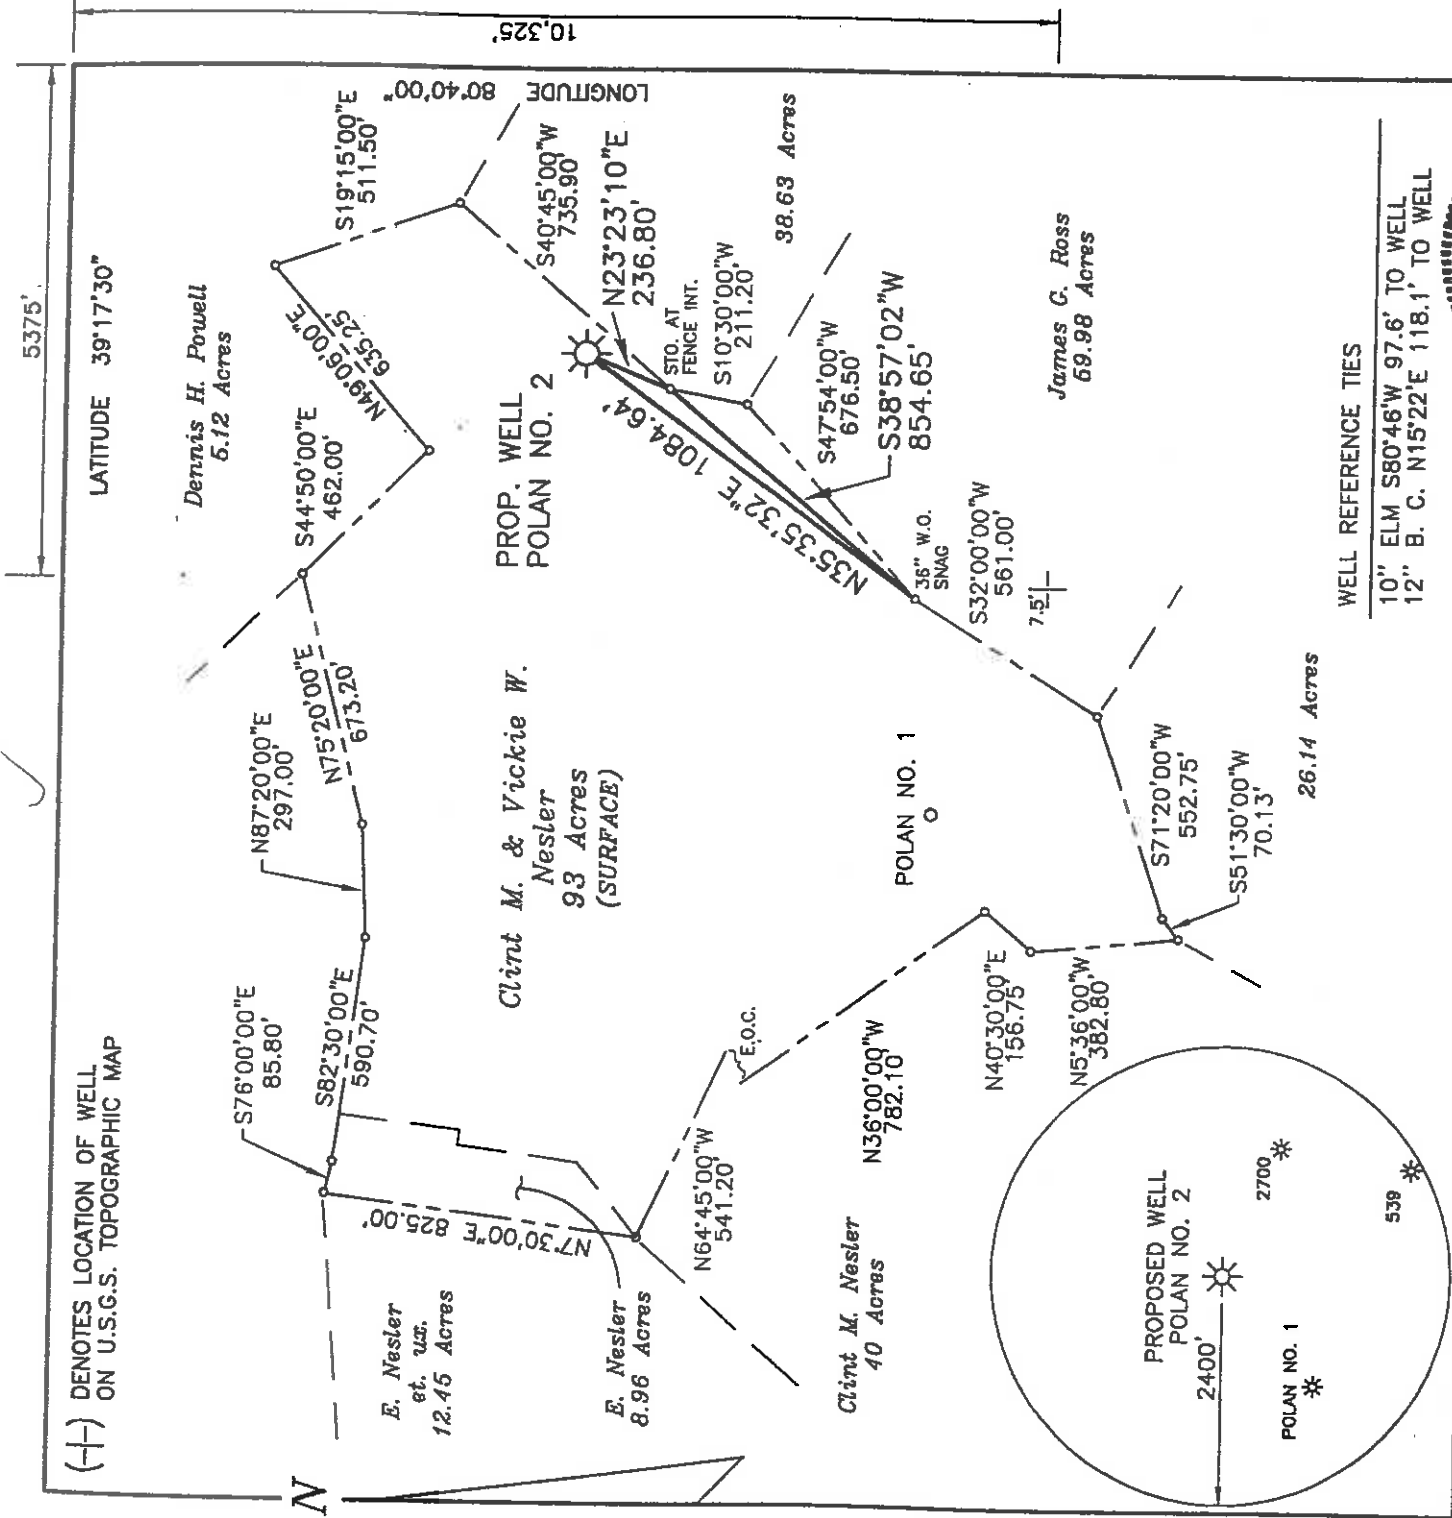 5375'
10,325'
(-|-) DENOTES LOCATION OF WELL
ON U.S.G.S. TOPOGRAPHIC MAP
LATITUDE 39°17'30"
LONGITUDE 80°40'00"
N
Dennis H. Powell
5.12 Acres
S76°00'00"E
85.80'
S82°30'00"E
590.70'
N87°20'00"E
297.00'
N75°20'00"E
673.20'
S44°50'00"E
462.00'
N49°06'00"E
635.25'
S19°15'00"E
511.50'
S40°45'00"W
735.90'
N23°23'10"E
236.80'
STO. AT
FENCE INT.
S10°30'00"W
211.20'
38.63 Acres
S47°54'00"W
676.50'
S38°57'02"W
854.65'
N35°35'32"E 1084.64'
PROP. WELL
POLAN NO. 2
36" W.O.
SNAG
S32°00'00"W
561.00'
7.5'
James G. Ross
59.98 Acres
Clint M. & Vickie W.
Nesler
93 Acres
(SURFACE)
POLAN NO. 1
S71°20'00"W
552.75'
S51°30'00"W
70.13'
26.14 Acres
N5°36'00"W
382.80'
N40°30'00"E
156.75'
N36°00'00"W
782.10'
E.O.C.
N64°45'00"W
541.20'
N7°30'00"E 825.00'
E. Nesler
et. ux.
12.45 Acres
E. Nesler
8.96 Acres
Clint M. Nesler
40 Acres
PROPOSED WELL
POLAN NO. 2
2400'
POLAN NO. 1
2700
539
WELL REFERENCE TIES
10" ELM S80°46'W 97.6' TO WELL
12" B. C. N15°22'E 118.1' TO WELL